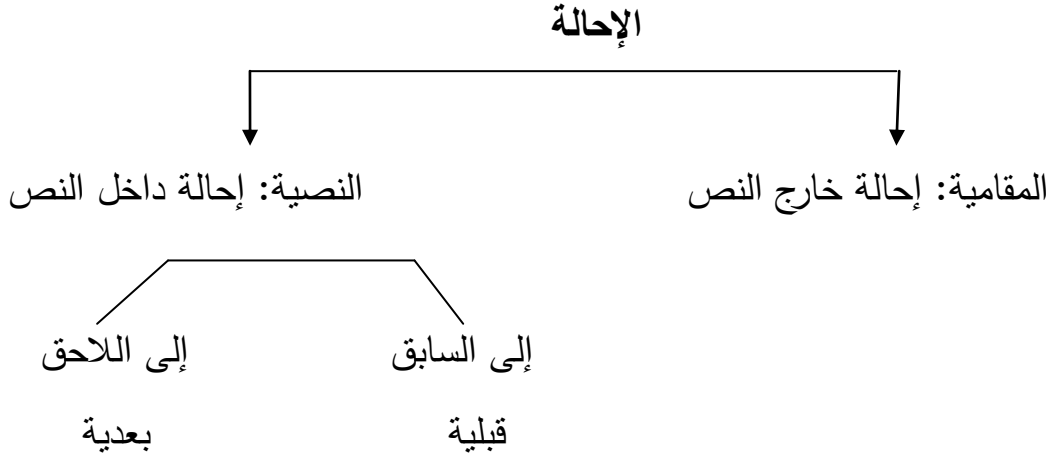 الإحالة
المقامية: إحالة خارج النص
النصية: إحالة داخل النص
إلى السابق
إلى اللاحق
قبلية
بعدية